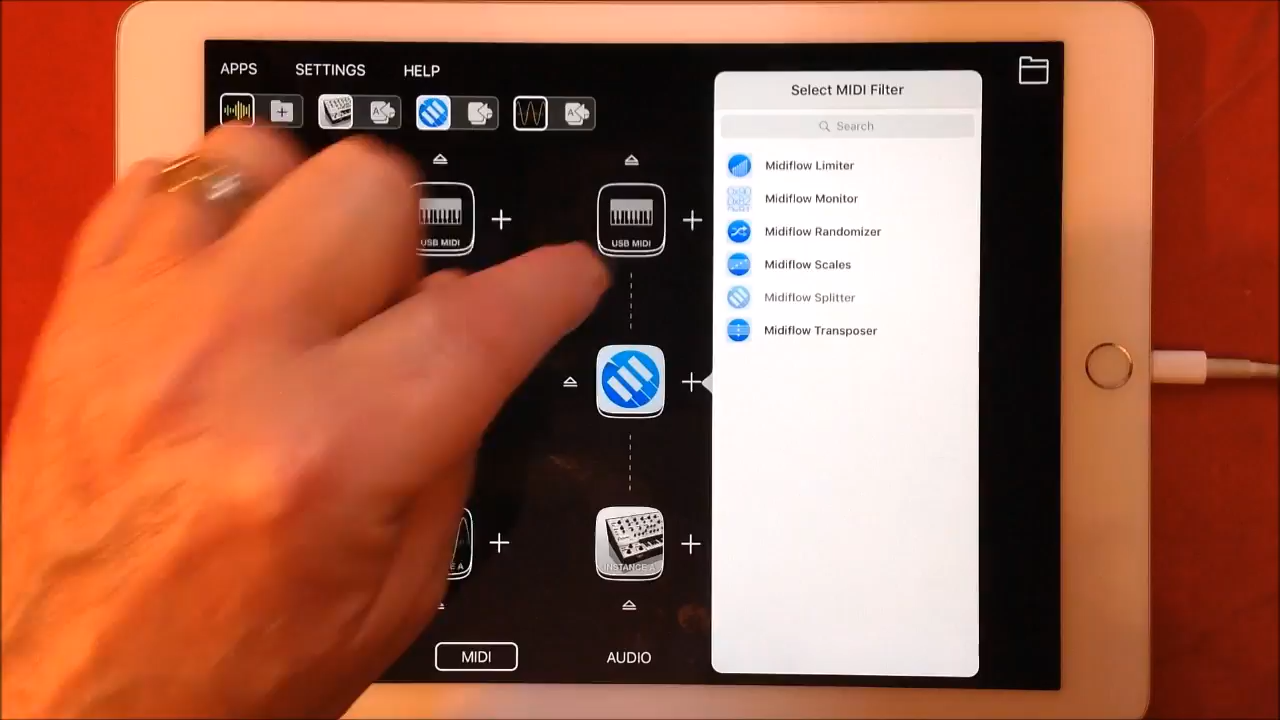 APPS SETTINGS HELP
Select MIDI Filter
Search
Midiflow Limiter
Midiflow Monitor
Midiflow Randomizer
Midiflow Scales
Midiflow Splitter
Midiflow Transposer
USB MIDI
USB MIDI
E A
INSTANCE A
MIDI
AUDIO